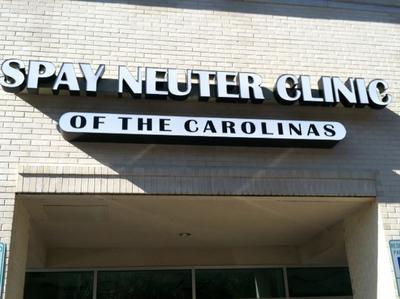 SPAY NEUTER CLINIC
OF THE CAROLINAS